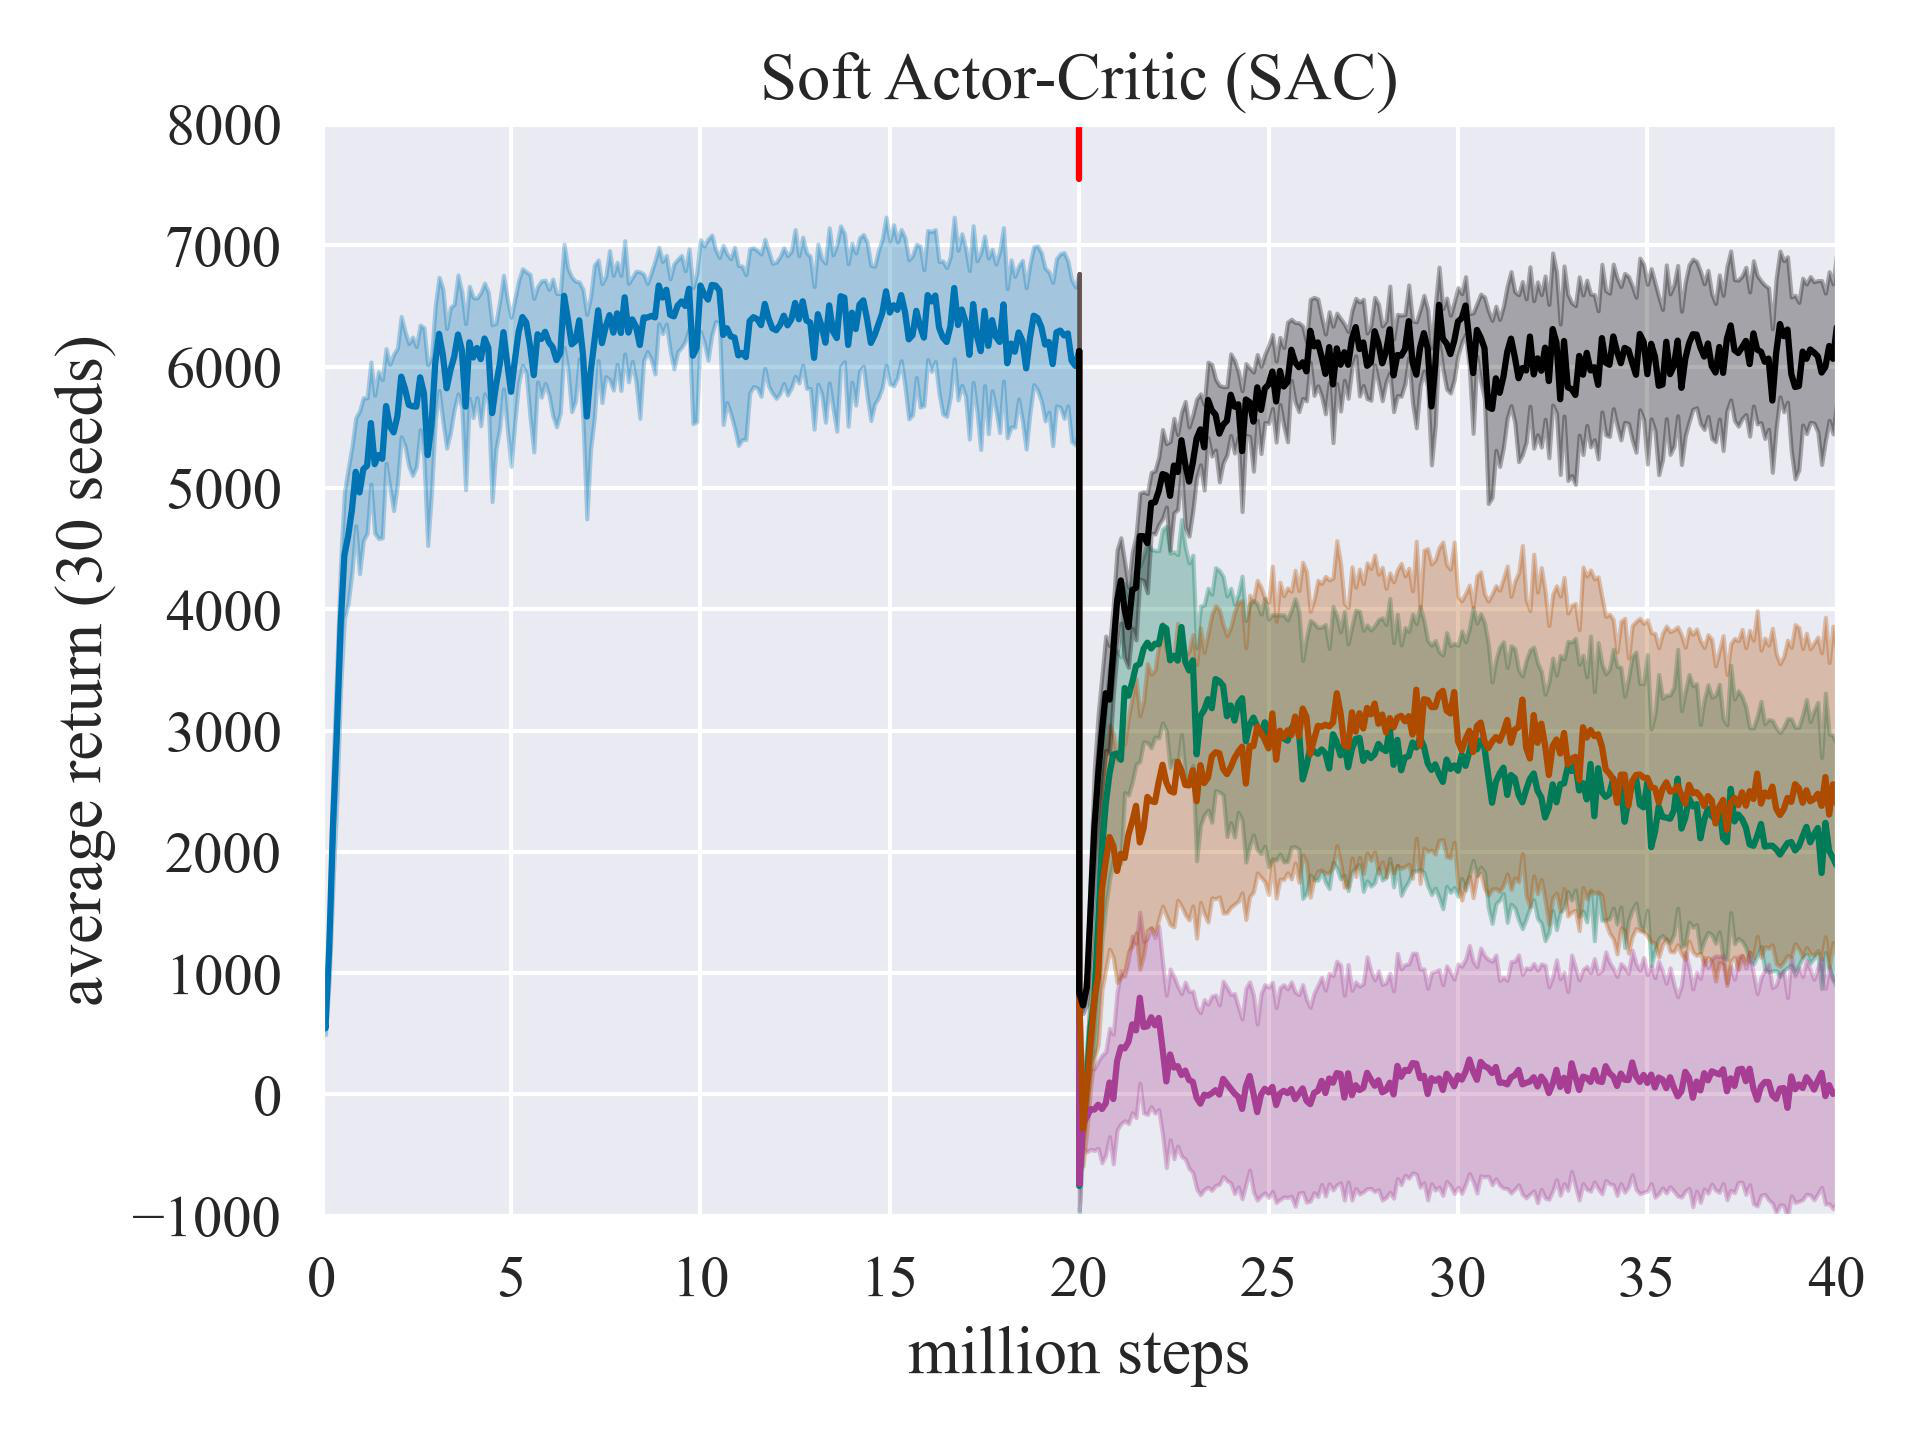 Soft Actor-Critic (SAC)
average return (30 seeds)
8000
7000
6000
5000
4000
3000
2000
1000
0
−1000
0 5 10 15 20 25 30 35 40
million steps